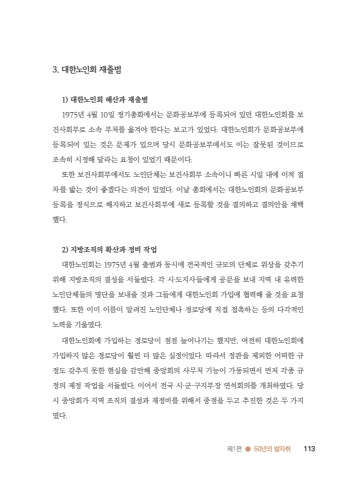 3. 대한노인회 재출범
1) 대한노인회 해산과 재출범
1975년 4월 10일 정기총회에서는 문화공보부에 등록되어 있던 대한노인회를 보
건사회부로 소속 부처를 옮겨야 한다는 보고가 있었다. 대한노인회가 문화공보부에
등록되어 있는 것은 문제가 있으며 당시 문화공보부에서도 이는 잘못된 것이므로
조속히 시정해 달라는 요청이 있었기 때문이다.
또한 보건사회부에서도 노인단체는 보건사회부 소속이니 빠른 시일 내에 이적 절
차를 밟는 것이 좋겠다는 의견이 있었다. 이날 총회에서는 대한노인회의 문화공보부
등록을 정식으로 해지하고 보건사회부에 새로 등록할 것을 결의하고 결의안을 채택
했다.
2) 지방조직의 확산과 정비 작업
대한노인회는 1975년 4월 출범과 동시에 전국적인 규모의 단체로 위상을 갖추기
위해 지방조직의 결성을 서둘렀다. 각 시·도지사들에게 공문을 보내 지역 내 유력한
노인단체들의 명단을 보내줄 것과 그들에게 대한노인회 가입에 협력해 줄 것을 요청
했다. 또한 이미 이름이 알려진 노인단체나 경로당에 직접 접촉하는 등의 다각적인
노력을 기울였다.
대한노인회에 가입하는 경로당이 점점 늘어나기는 했지만, 여전히 대한노인회에
가입하지 않은 경로당이 훨씬 더 많은 실정이었다. 따라서 정관을 제외한 어떠한 규
정도 갖추지 못한 현실을 감안해 중앙회의 사무처 기능이 가동되면서 먼저 각종 규
정의 제정 작업을 서둘렀다. 이어서 전국 시·군·구지부장 연석회의를 개최하였다. 당
시 중앙회가 지역 조직의 결성과 재정비를 위해서 중점을 두고 추진한 것은 두 가지
였다.
제1편 ● 50년의 발자취 113